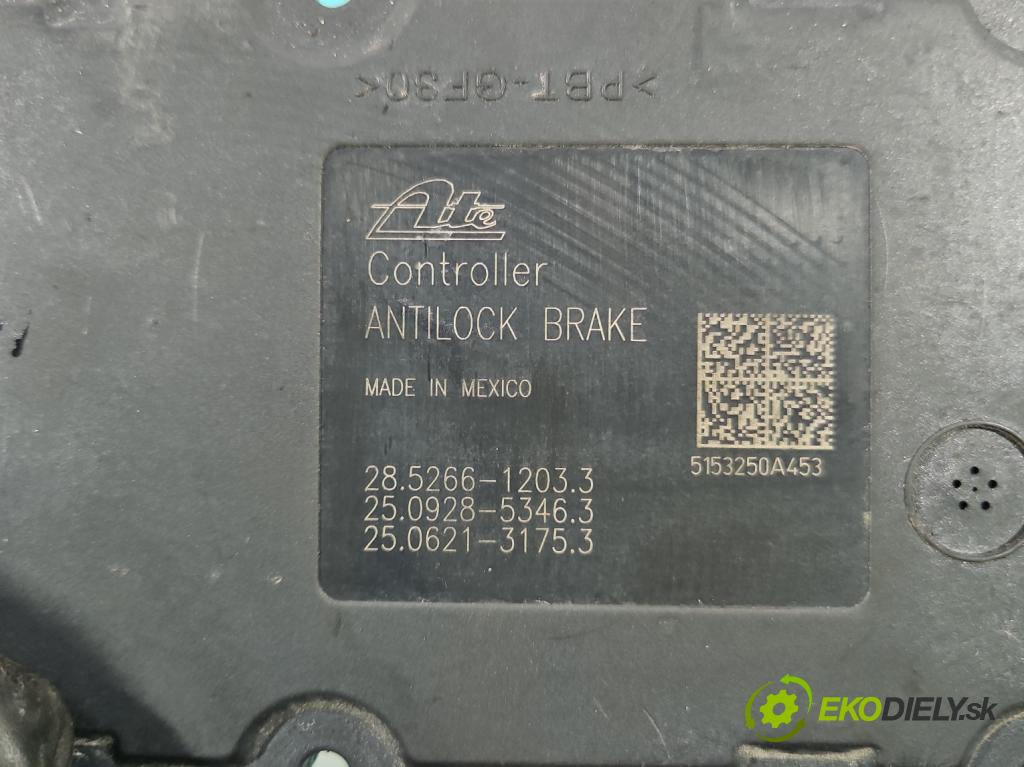 >PBT-GF30<
Ate
Controller
ANTILOCK BRAKE
MADE IN MEXICO
5153250A453
28.5266-1203.3
25.0928-5346.3
25.0621-3175.3
EKODIELY.sk